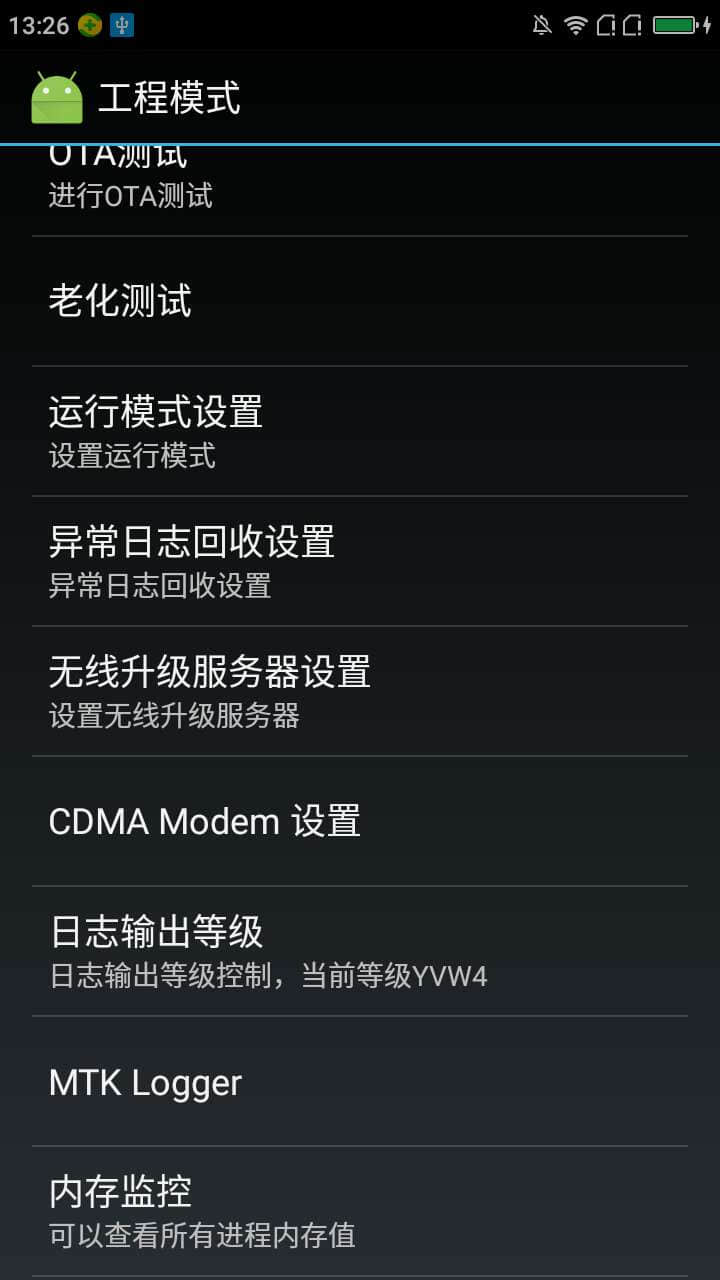 13:26
工程模式
OTA测试
进行OTA测试
老化测试
运行模式设置
设置运行模式
异常日志回收设置
异常日志回收设置
无线升级服务器设置
设置无线升级服务器
CDMA Modem 设置
日志输出等级
日志输出等级控制，当前等级YVW4
MTK Logger
内存监控
可以查看所有进程内存值